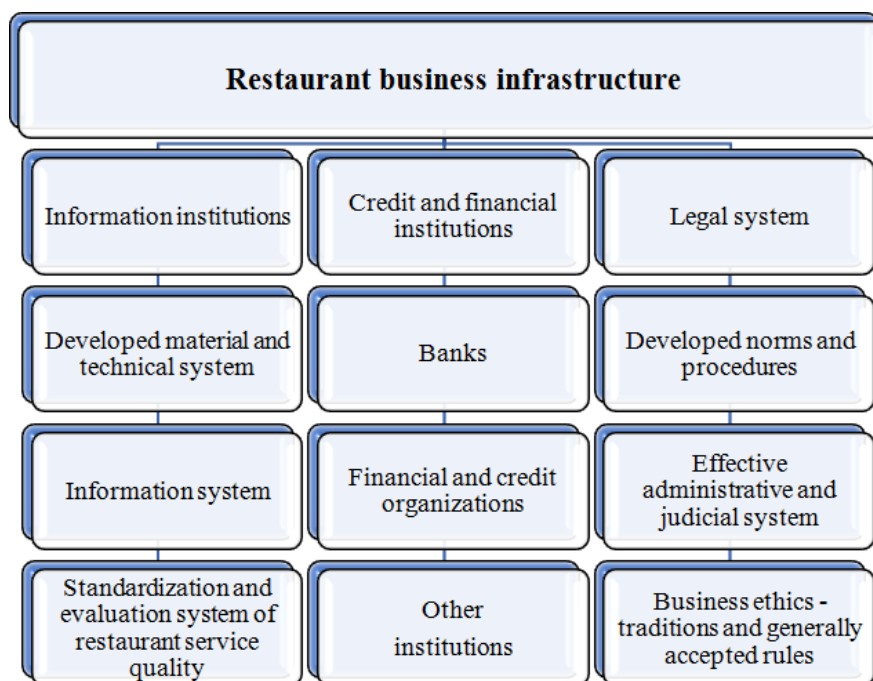 Restaurant business infrastructure
Information institutions
Credit and financial
institutions
Legal system
Developed material and
technical system
Banks
Developed norms and
procedures
Information system
Financial and credit
organizations
Effective
administrative and
judicial system
Standardization and
evaluation system of
restaurant service
quality
Other
institutions
Business ethics -
traditions and generally
accepted rules